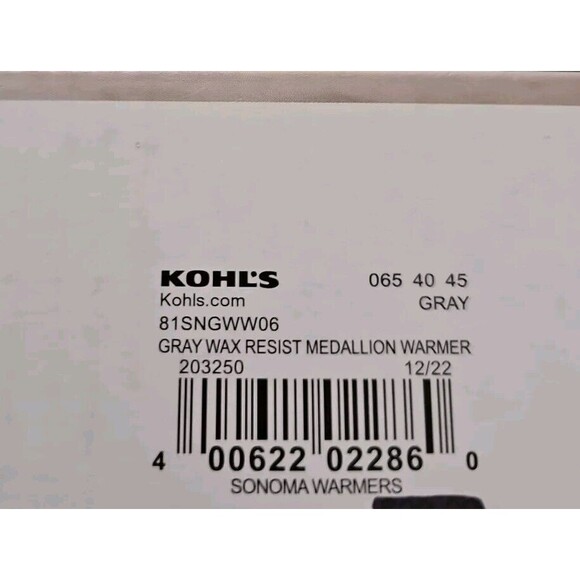 KOHL'S 065 40 45
Kohls.com GRAY
81SNGWW06
GRAY WAX RESIST MEDALLION WARMER
203250 12/22
4 00622 02286 0
SONOMA WARMERS